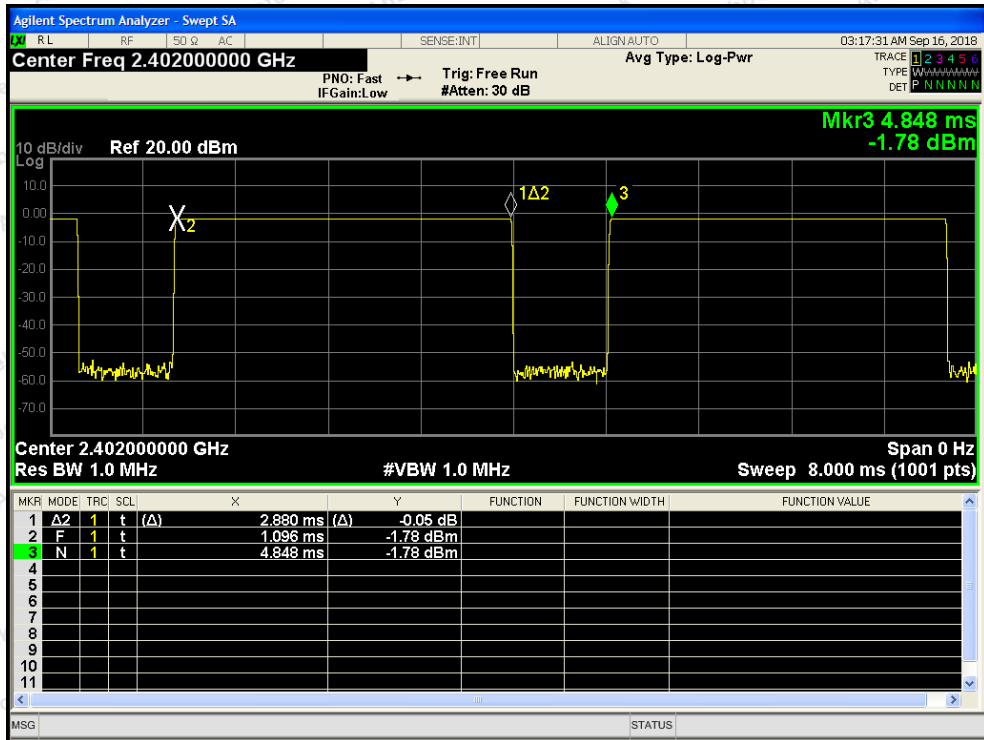 Agilent Spectrum Analyzer - Swept SA
LXI RL RF 50 Ω AC SENSE:INT ALIGN AUTO 03:17:31 AM Sep 16, 2018
Center Freq 2.402000000 GHz
PNO: Fast
IFGain:Low
Trig: Free Run
#Atten: 30 dB
Avg Type: Log-Pwr
TRACE 1 2 3 4 5 6
TYPE
DET P N N N N N
Mkr3 4.848 ms
-1.78 dBm
10 dB/div Ref 20.00 dBm
Log
10.0
0.00
-10.0
-20.0
-30.0
-40.0
-50.0
-60.0
-70.0
X2
1Δ2
3
Center 2.402000000 GHz Span 0 Hz
Res BW 1.0 MHz #VBW 1.0 MHz Sweep 8.000 ms (1001 pts)
MKR MODE TRC SCL X Y FUNCTION FUNCTION WIDTH FUNCTION VALUE
1 Δ2 1 t (Δ) 2.880 ms (Δ) -0.05 dB
2 F 1 t 1.096 ms -1.78 dBm
3 N 1 t 4.848 ms -1.78 dBm
4
5
6
7
8
9
10
11
MSG STATUS